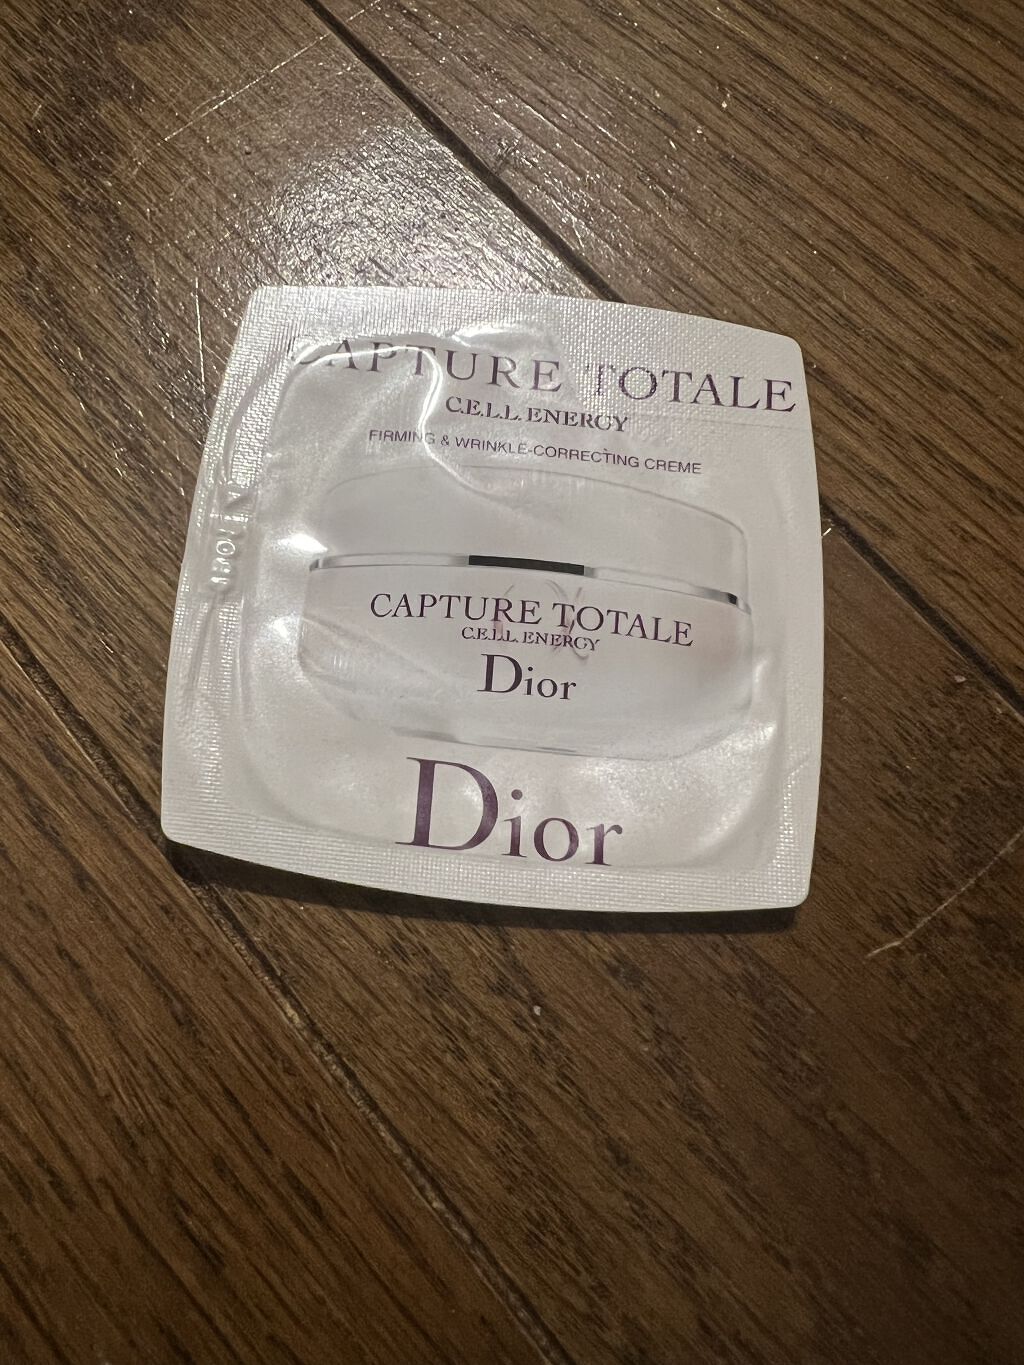 CAPTURE TOTALE
C.E.L.L. ENERGY
FIRMING & WRINKLE-CORRECTING CREME
CAPTURE TOTALE
C.E.L.L. ENERGY
Dior
Dior